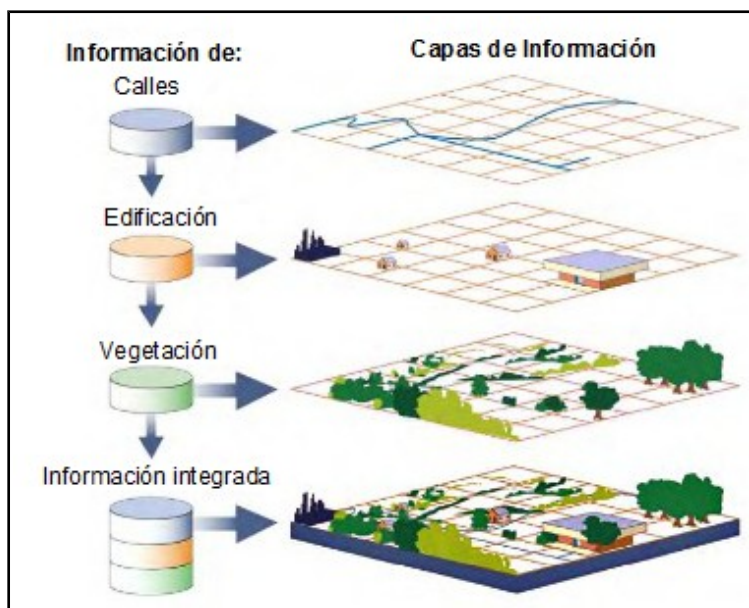 Información de:
Capas de Información
Calles
Edificación
Vegetación
Información integrada